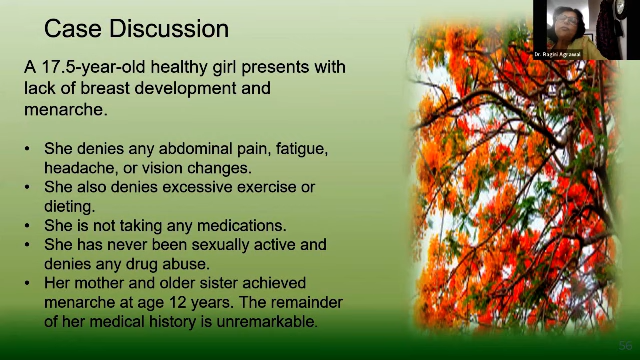 Case Discussion
Dr. Ragini Agrawal
A 17.5-year-old healthy girl presents with
lack of breast development and
menarche.
• She denies any abdominal pain, fatigue,
headache, or vision changes.
• She also denies excessive exercise or
dieting.
• She is not taking any medications.
• She has never been sexually active and
denies any drug abuse.
• Her mother and older sister achieved
menarche at age 12 years. The remainder
of her medical history is unremarkable.